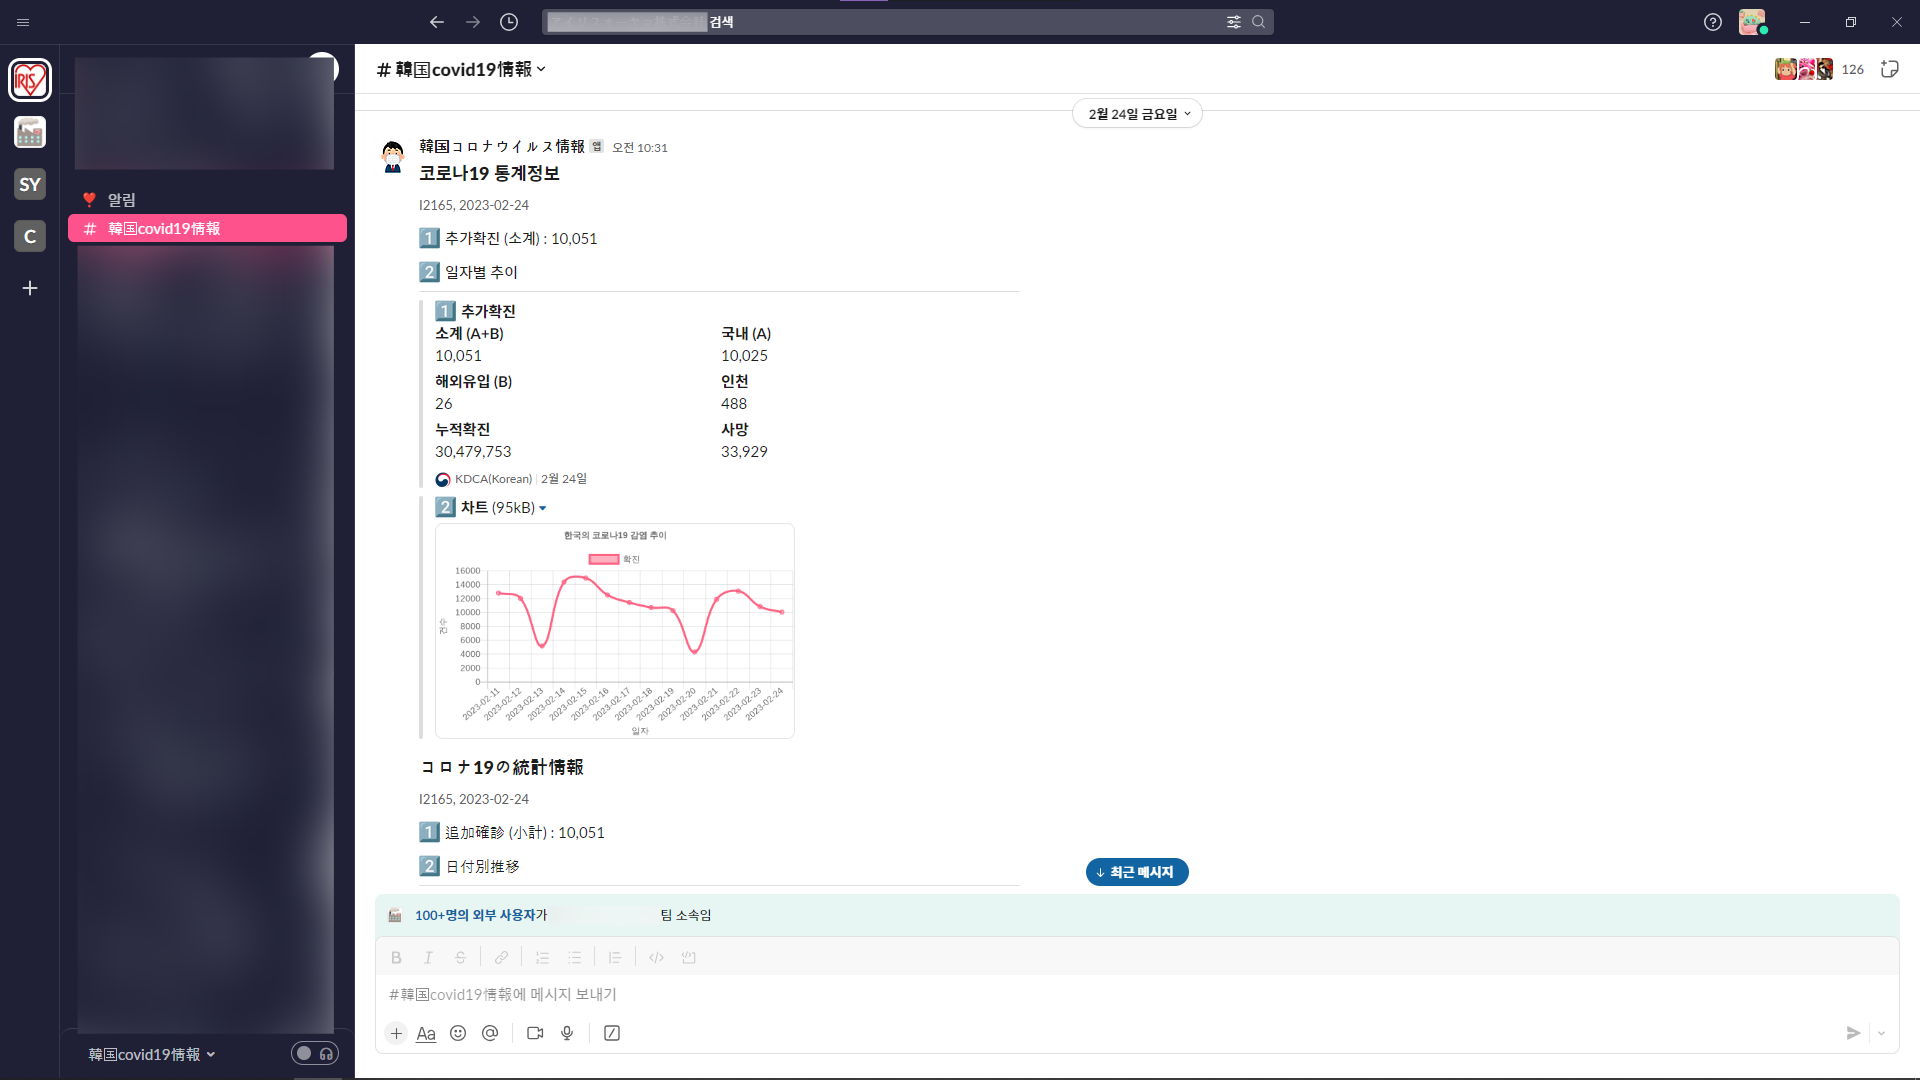 검색
IRIS
SY
C
알림
# 韓国covid19情報
韓国covid19情報
# 韓国covid19情報
126
2월 24일 금요일
韓国コロナウイルス情報 앱 오전 10:31
코로나19 통계정보
I2165, 2023-02-24
1 추가확진 (소계) : 10,051
2 일자별 추이
1 추가확진
소계 (A+B) 국내 (A)
10,051 10,025
해외유입 (B) 인천
26 488
누적확진 사망
30,479,753 33,929
KDCA(Korean) | 2월 24일
2 차트 (95kB)
한국의 코로나19 감염 추이
확진
16000
14000
12000
10000
8000
6000
4000
2000
0
건수
2023-02-11
2023-02-12
2023-02-13
2023-02-14
2023-02-15
2023-02-16
2023-02-17
2023-02-18
2023-02-19
2023-02-20
2023-02-21
2023-02-22
2023-02-23
2023-02-24
일자
コロナ19の統計情報
I2165, 2023-02-24
1 追加確診 (小計) : 10,051
2 日付別推移
↓ 최근 메시지
100+명의 외부 사용자가 팀 소속임
B I S
#韓国covid19情報에 메시지 보내기
Aa